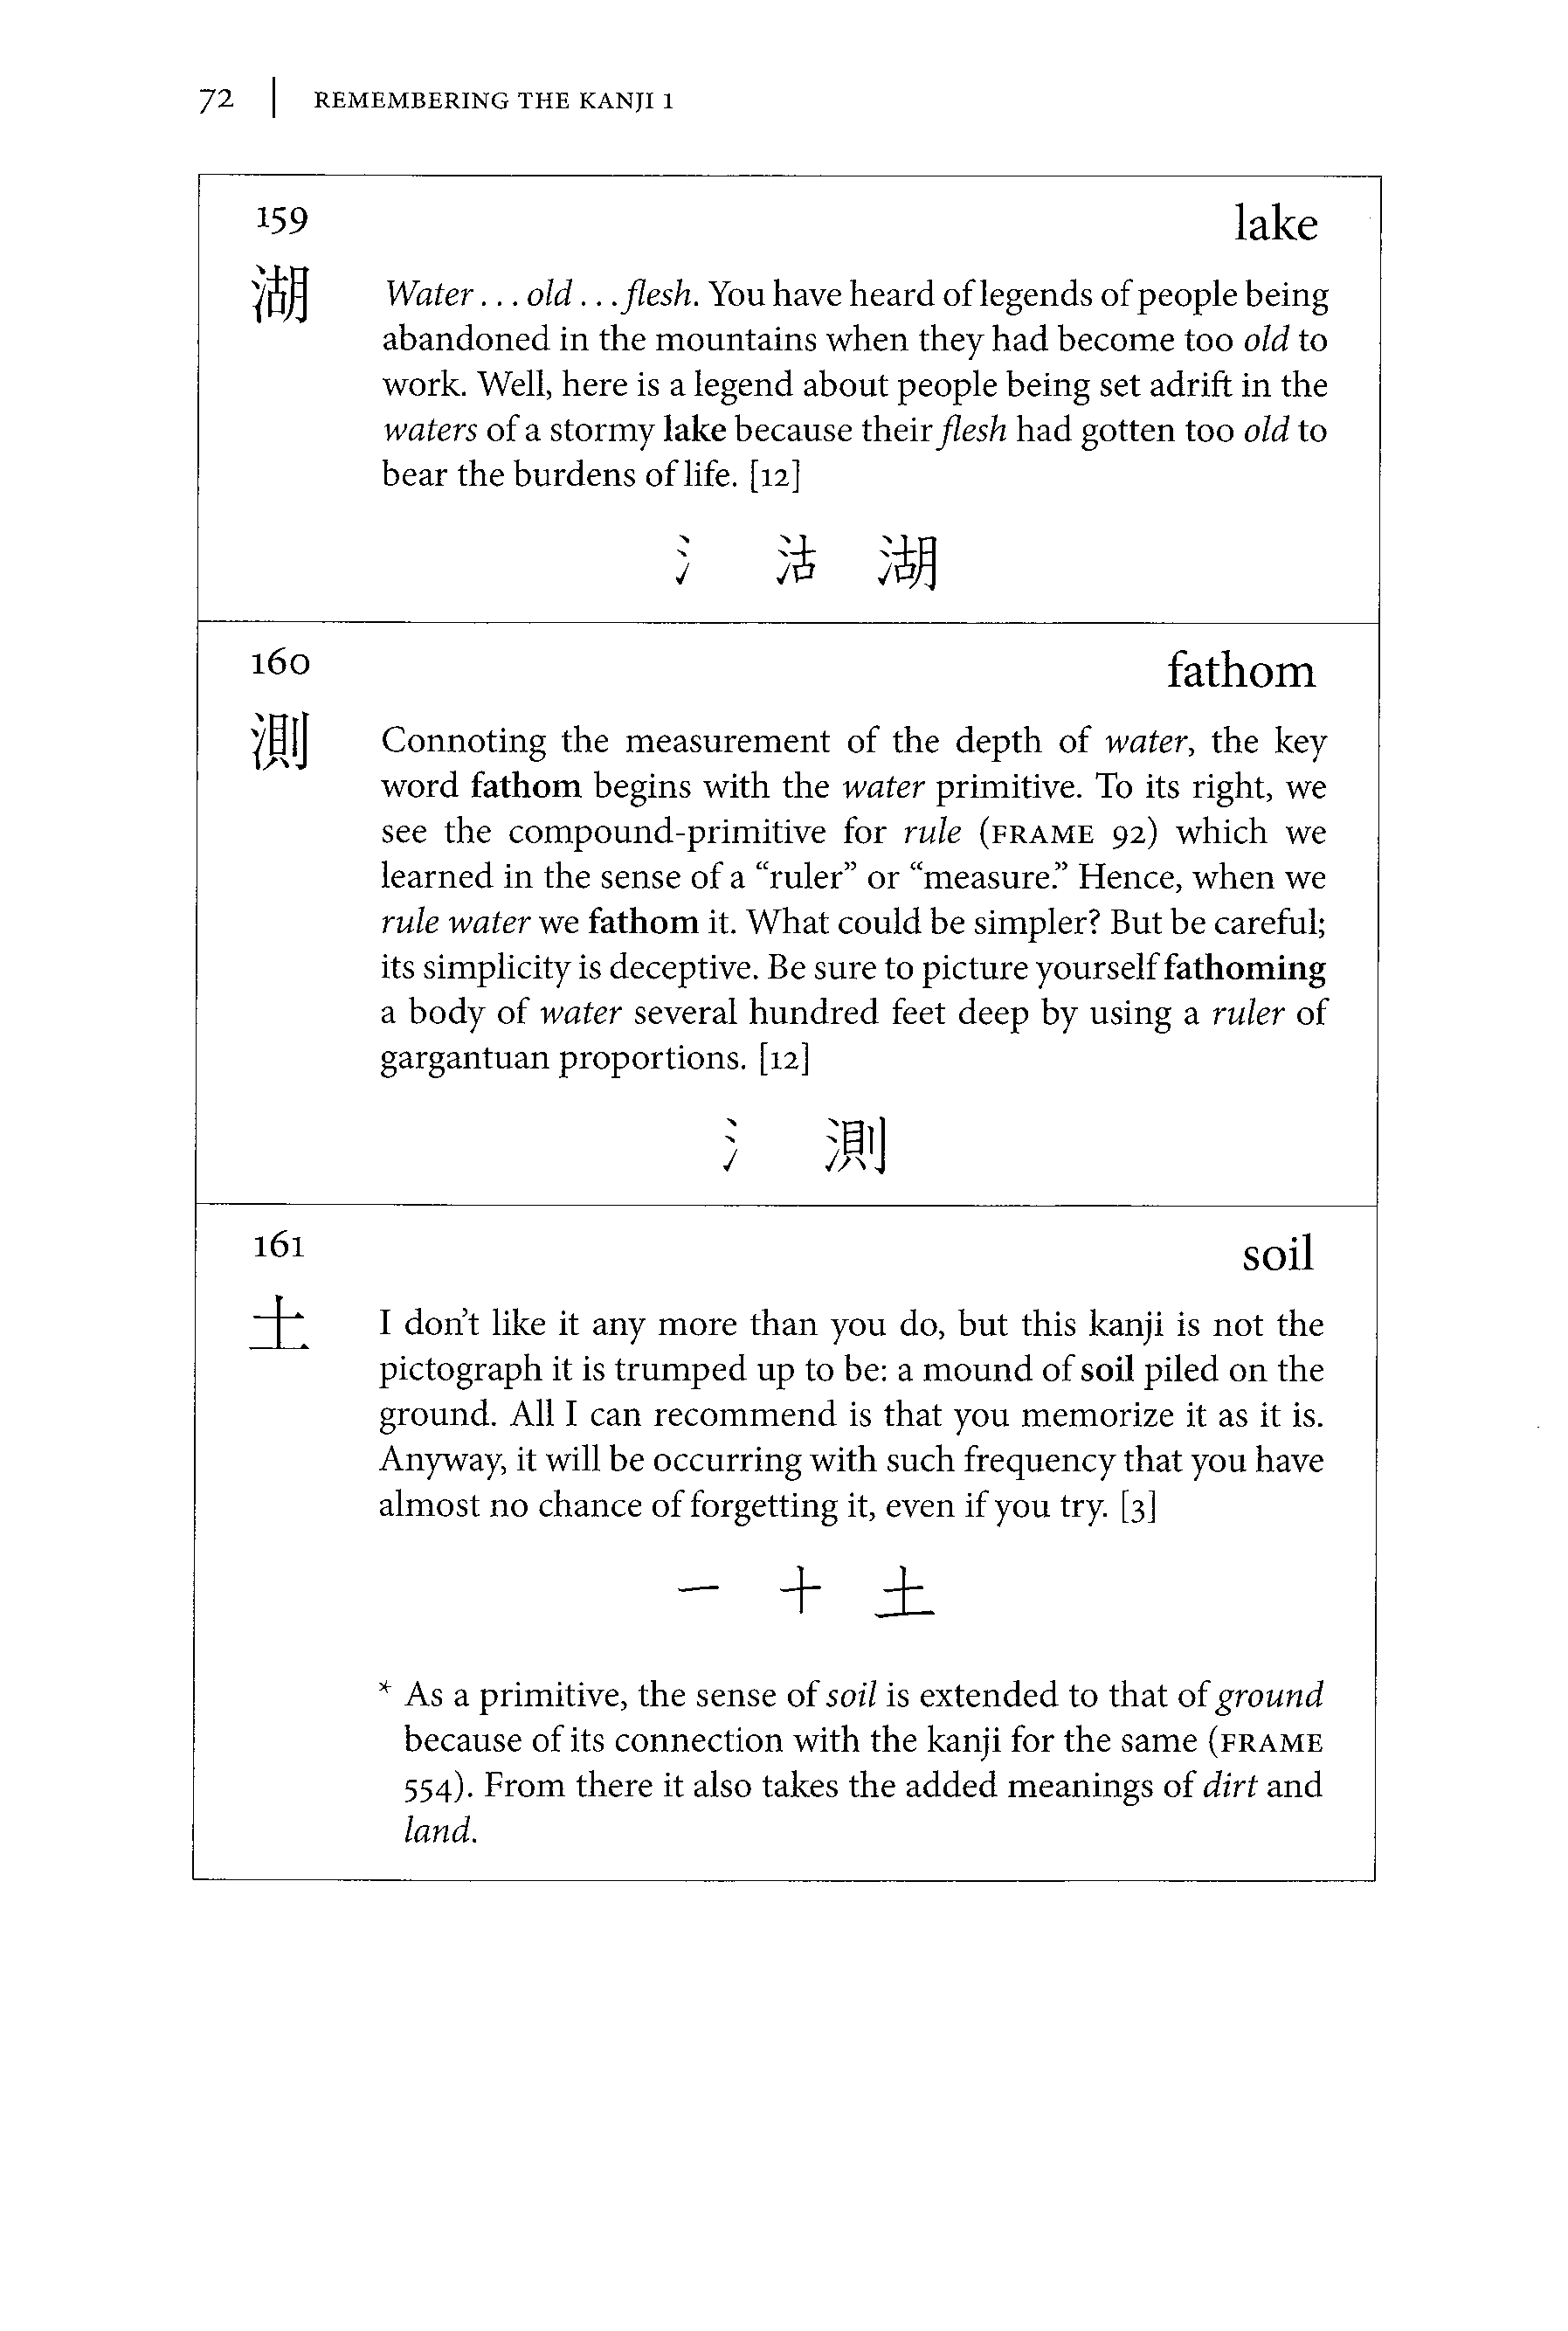 72 | REMEMBERING THE KANJI 1
159 lake
湖 Water . . . old . . . flesh. You have heard of legends of people being
abandoned in the mountains when they had become too old to
work. Well, here is a legend about people being set adrift in the
waters of a stormy lake because their flesh had gotten too old to
bear the burdens of life. [12]
氵 沽 湖
160 fathom
測 Connoting the measurement of the depth of water, the key
word fathom begins with the water primitive. To its right, we
see the compound-primitive for rule (FRAME 92) which we
learned in the sense of a “ruler” or “measure.” Hence, when we
rule water we fathom it. What could be simpler? But be careful;
its simplicity is deceptive. Be sure to picture yourself fathoming
a body of water several hundred feet deep by using a ruler of
gargantuan proportions. [12]
氵 測
161 soil
土 I don’t like it any more than you do, but this kanji is not the
pictograph it is trumped up to be: a mound of soil piled on the
ground. All I can recommend is that you memorize it as it is.
Anyway, it will be occurring with such frequency that you have
almost no chance of forgetting it, even if you try. [3]
一 十 土
* As a primitive, the sense of soil is extended to that of ground
because of its connection with the kanji for the same (FRAME
554). From there it also takes the added meanings of dirt and
land.